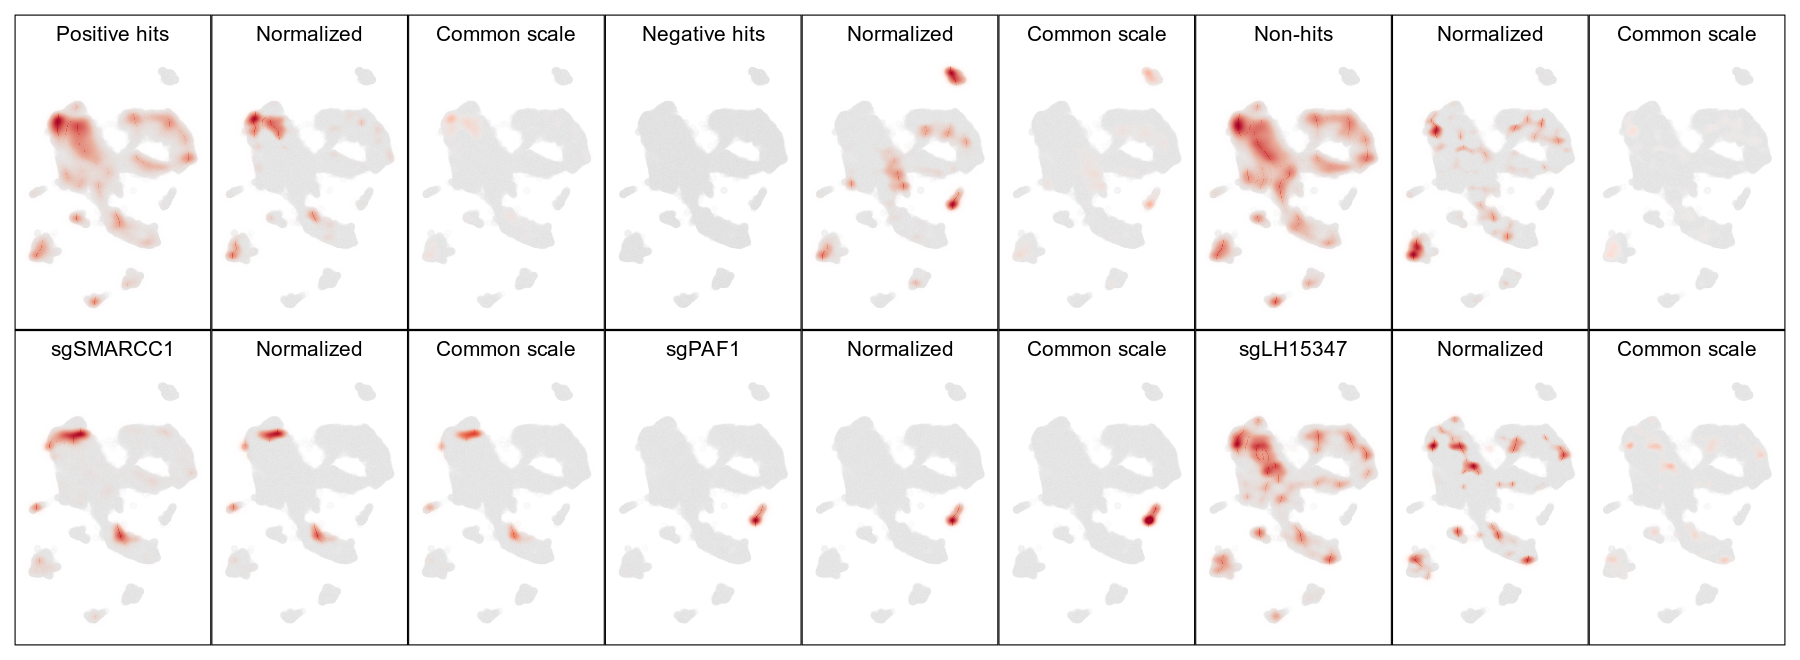 Positive hits
Normalized
Common scale
Negative hits
Normalized
Common scale
Non-hits
Normalized
Common scale
sgSMARCC1
Normalized
Common scale
sgPAF1
Normalized
Common scale
sgLH15347
Normalized
Common scale